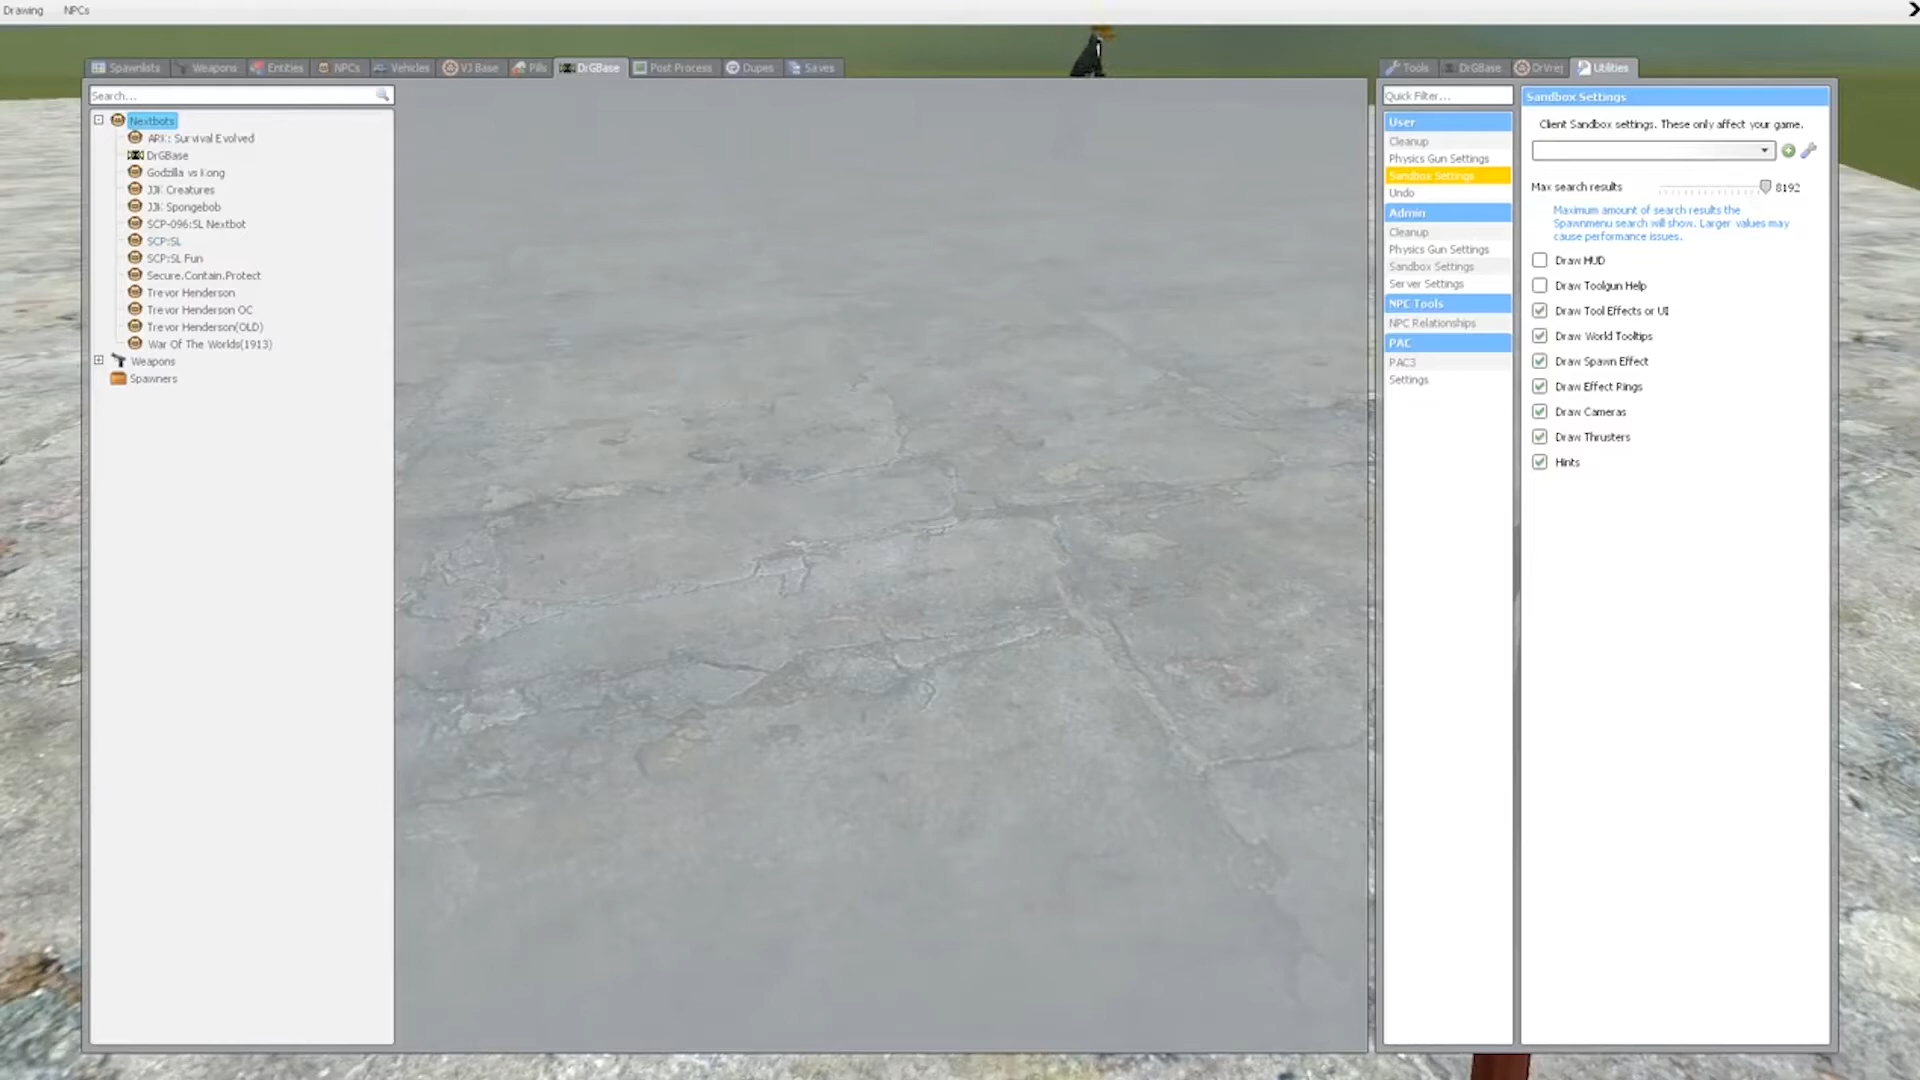 Drawing NPCs
Spawnlists Weapons Entities NPCs Vehicles VJ Base Pills DrGBase Post Process Dupes Saves
Search...
Nextbots
ARK: Survival Evolved
DrGBase
Godzilla vs Kong
JJK Creatures
JJK Spongebob
SCP-096:SL Nextbot
SCP:SL
SCP:SL Fun
Secure.Contain.Protect
Trevor Henderson
Trevor Henderson OC
Trevor Henderson(OLD)
War Of The Worlds(1913)
Weapons
Spawners
Tools DrGBase DrVrej Utilities
Quick Filter...
User
Cleanup
Physics Gun Settings
Sandbox Settings
Undo
Admin
Cleanup
Physics Gun Settings
Sandbox Settings
Server Settings
NPC Tools
NPC Relationships
PAC
PAC3
Settings
Sandbox Settings
Client Sandbox settings. These only affect your game.
Max search results 8192
Maximum amount of search results the
Spawnmenu search will show. Larger values may
cause performance issues.
Draw HUD
Draw Toolgun Help
Draw Tool Effects or UI
Draw World Tooltips
Draw Spawn Effect
Draw Effect Rings
Draw Cameras
Draw Thrusters
Hints